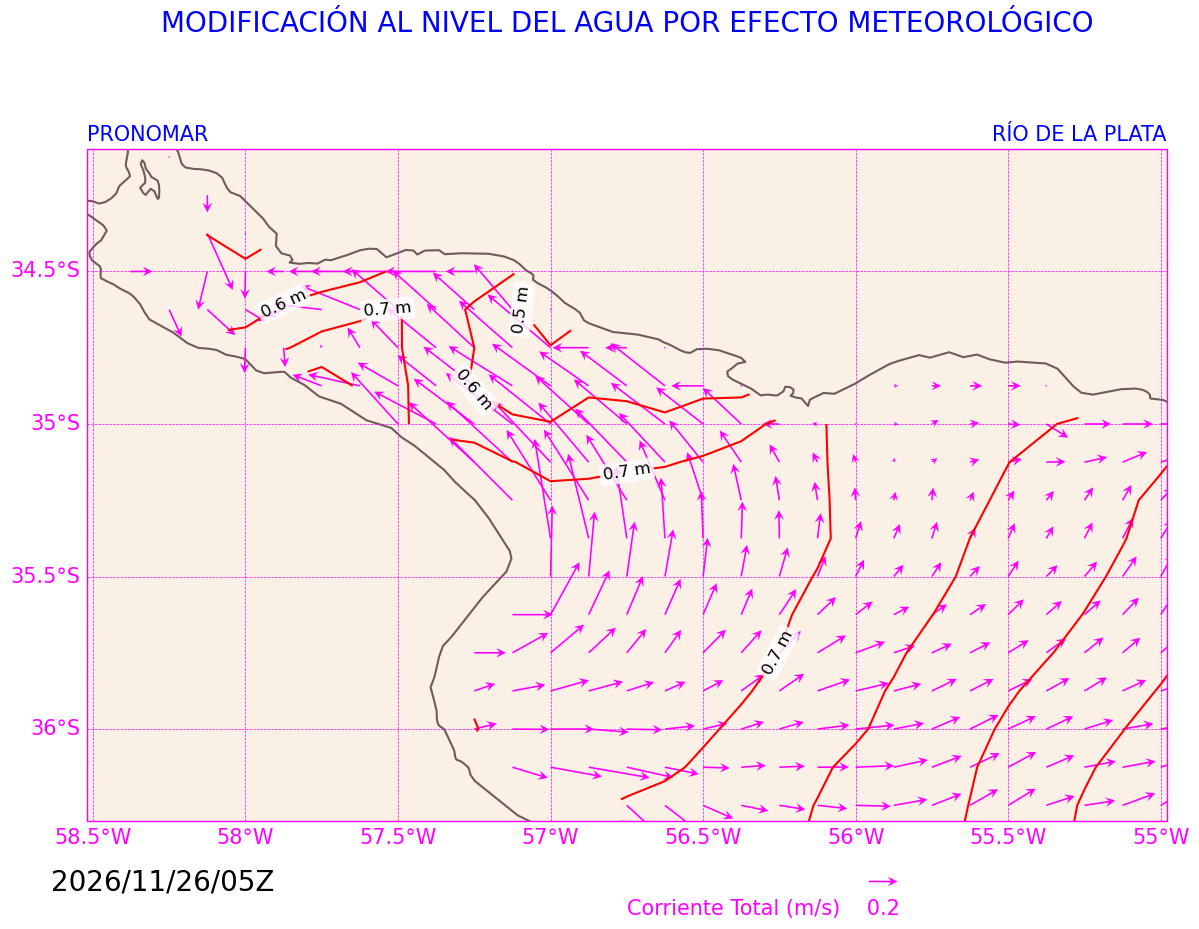 MODIFICACIÓN AL NIVEL DEL AGUA POR EFECTO METEOROLÓGICO
PRONOMAR
RÍO DE LA PLATA
34.5°S
0.6 m
0.7 m
0.5 m
0.6 m
35°S
0.7 m
35.5°S
0.7 m
36°S
58.5°W
58°W
57.5°W
57°W
56.5°W
56°W
55.5°W
55°W
2026/11/26/05Z
Corriente Total (m/s)
0.2